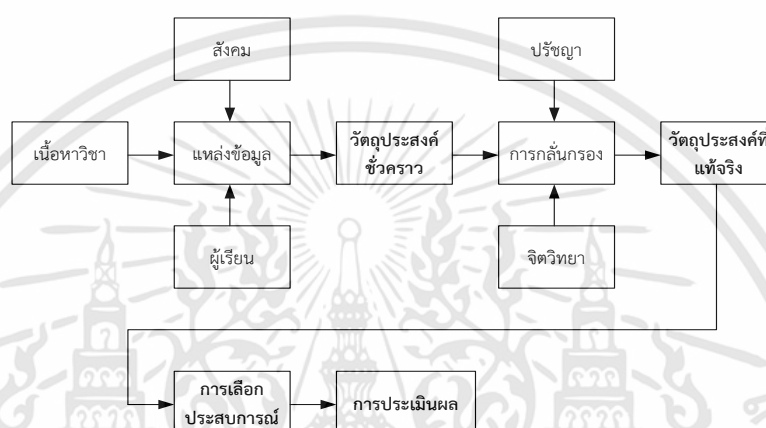 สังคม
ปรัชญา
เนื้อหาวิชา
แหล่งข้อมูล
วัตถุประสงค์
ชั่วคราว
การกลั่นกรอง
วัตถุประสงค์ที่
แท้จริง
ผู้เรียน
จิตวิทยา
การเลือก
ประสบการณ์
การประเมินผล